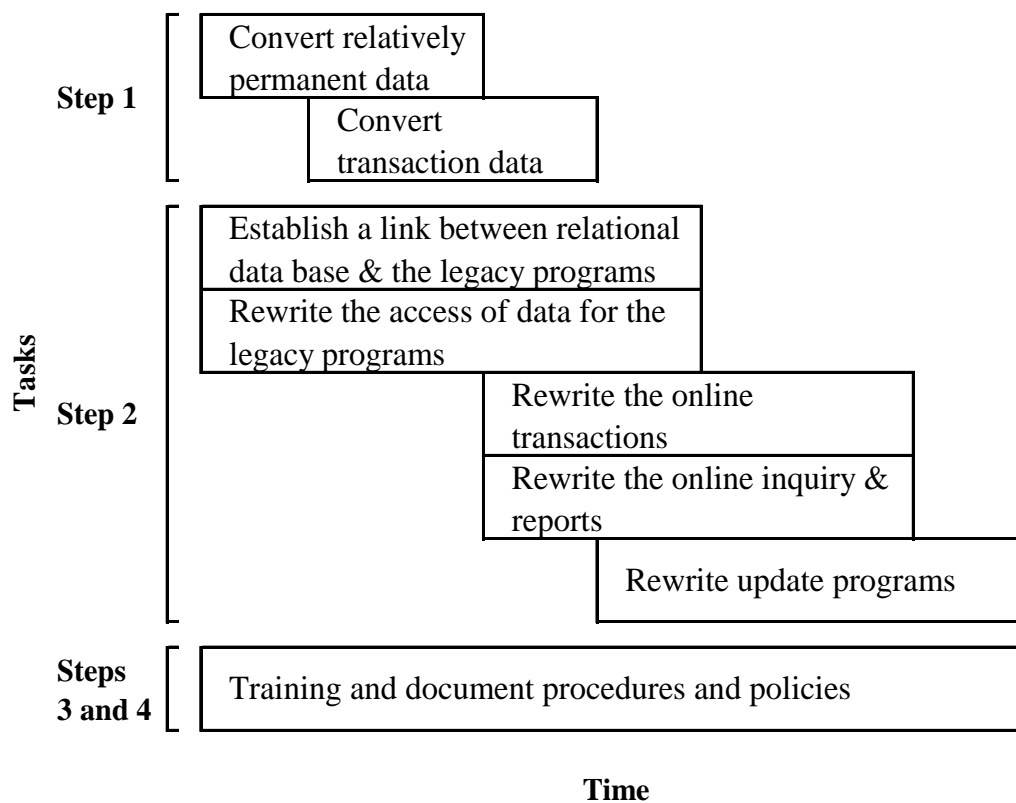 Convert relatively
permanent data
Step 1
Convert
transaction data
Establish a link between relational
data base & the legacy programs
Rewrite the access of data for the
legacy programs
Tasks
Step 2
Rewrite the online
transactions
Rewrite the online inquiry &
reports
Rewrite update programs
Steps
3 and 4
Training and document procedures and policies
Time